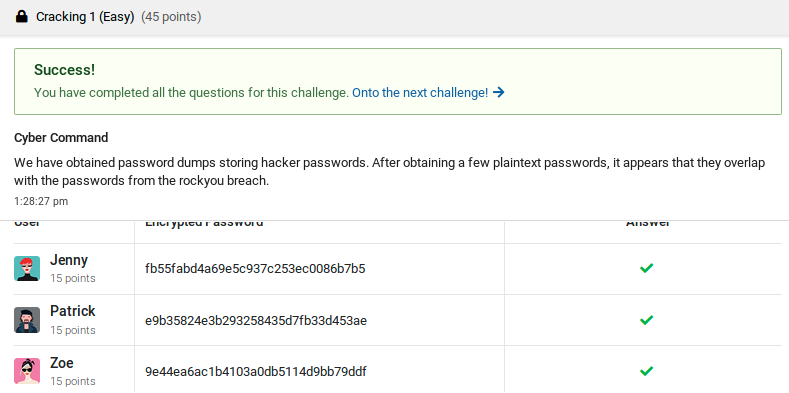 Cracking 1 (Easy) (45 points)
Success!
You have completed all the questions for this challenge. Onto the next challenge!
Cyber Command
We have obtained password dumps storing hacker passwords. After obtaining a few plaintext passwords, it appears that they overlap
with the passwords from the rockyou breach.
1:28:27 pm
User Encrypted Password Answer
Jenny
15 points
fb55fabd4a69e5c937c253ec0086b7b5
Patrick
15 points
e9b35824e3b293258435d7fb33d453ae
Zoe
15 points
9e44ea6ac1b4103a0db5114d9bb79ddf